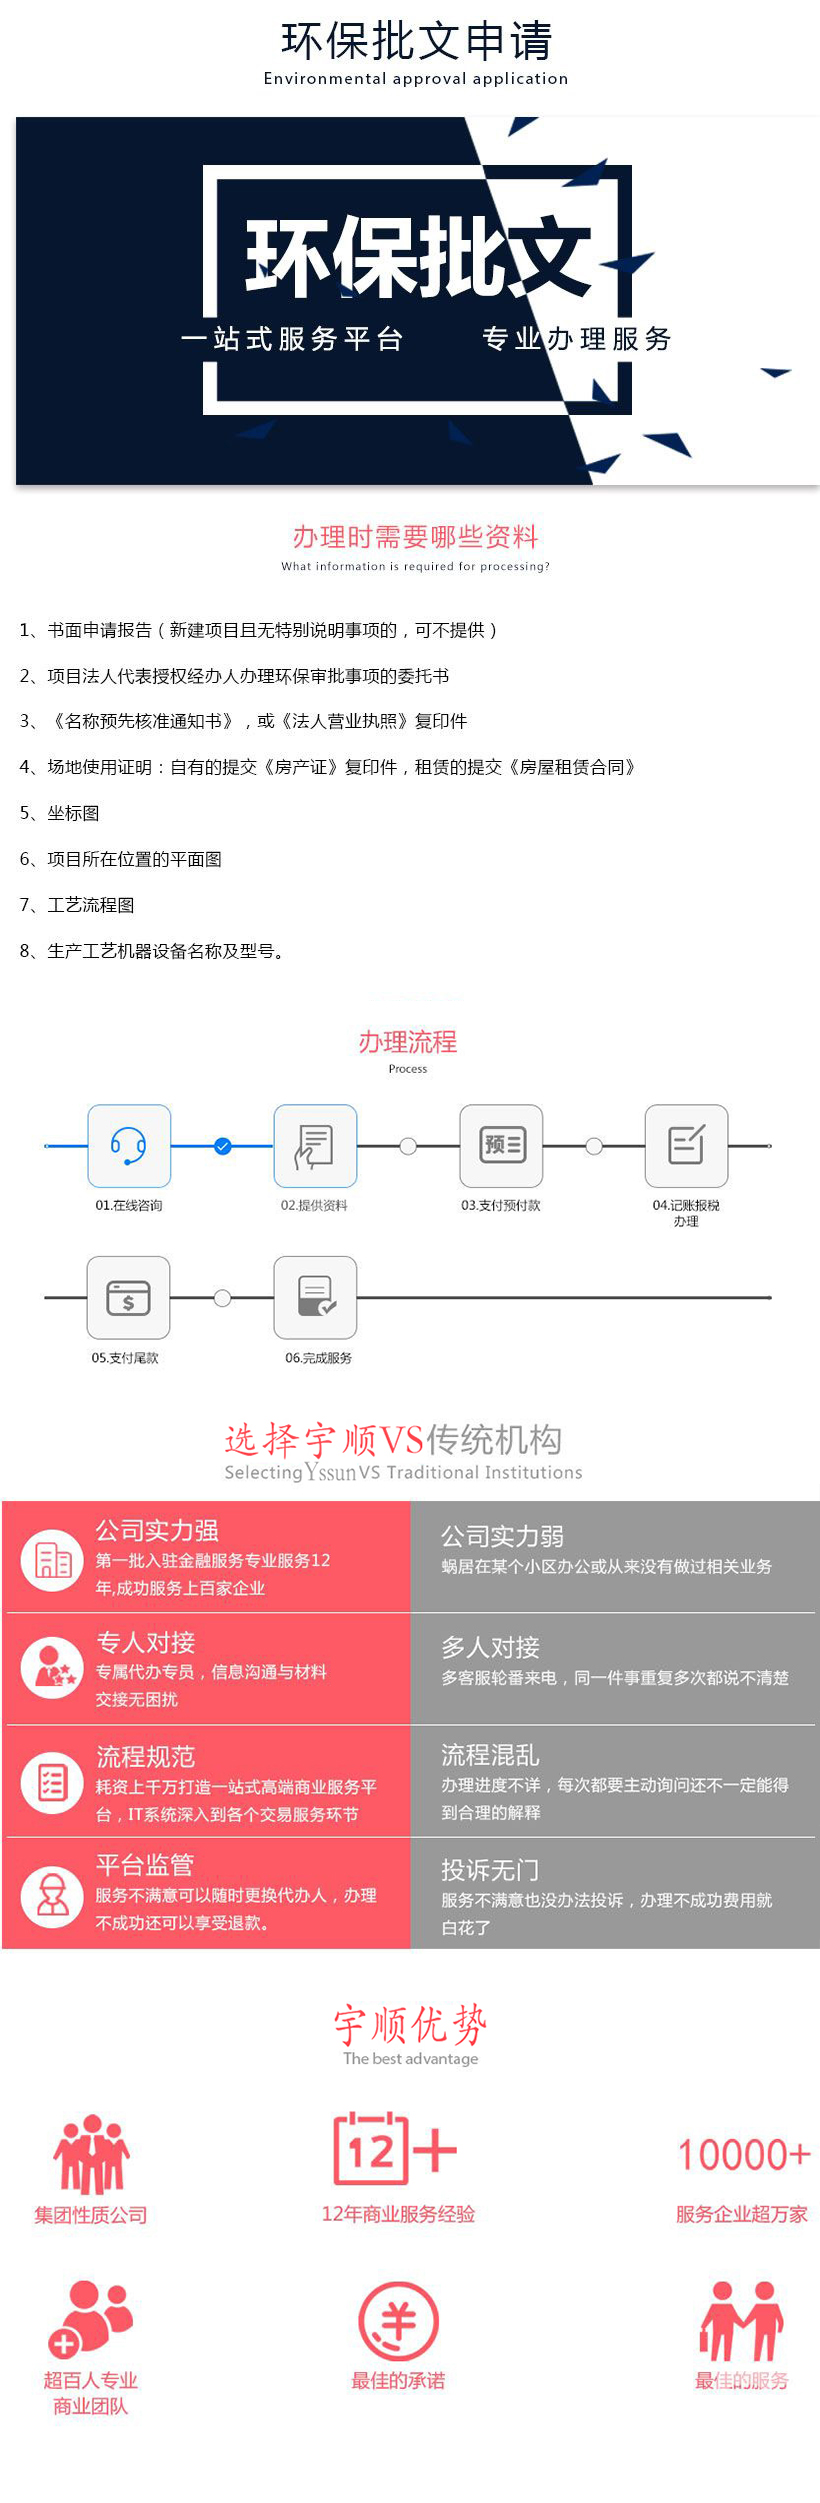 环保批文申请
Environmental approval application
环保批文
一站式服务平台 专业办理服务
办理时需要哪些资料
What information is required for processing?
1、书面申请报告（新建项目且无特别说明事项的，可不提供）
2、项目法人代表授权经办人办理环保审批事项的委托书
3、《名称预先核准通知书》，或《法人营业执照》复印件
4、场地使用证明：自有的提交《房产证》复印件，租赁的提交《房屋租赁合同》
5、坐标图
6、项目所在位置的平面图
7、工艺流程图
8、生产工艺机器设备名称及型号。
办理流程
Process
预
01.在线咨询
02.提供资料
03.支付预付款
04.记账报税
办理
$
05.支付尾款
06.完成服务
选择宇顺VS传统机构
Selecting Yssun VS Traditional Institutions
公司实力强
第一批入驻金融服务专业服务12
年,成功服务上百家企业
公司实力弱
蜗居在某个小区办公或从来没有做过相关业务
专人对接
专属代办专员，信息沟通与材料
交接无困扰
多人对接
多客服轮番来电，同一件事重复多次都说不清楚
流程规范
耗资上千万打造一站式高端商业服务平
台，IT系统深入到各个交易服务环节
流程混乱
办理进度不详，每次都要主动询问还不一定能得
到合理的解释
平台监管
服务不满意可以随时更换代办人，办理
不成功还可以享受退款。
投诉无门
服务不满意也没办法投诉，办理不成功费用就
白花了
宇顺优势
The best advantage
12+
10000+
集团性质公司
12年商业服务经验
服务企业超万家
¥
超百人专业
商业团队
最佳的承诺
最佳的服务